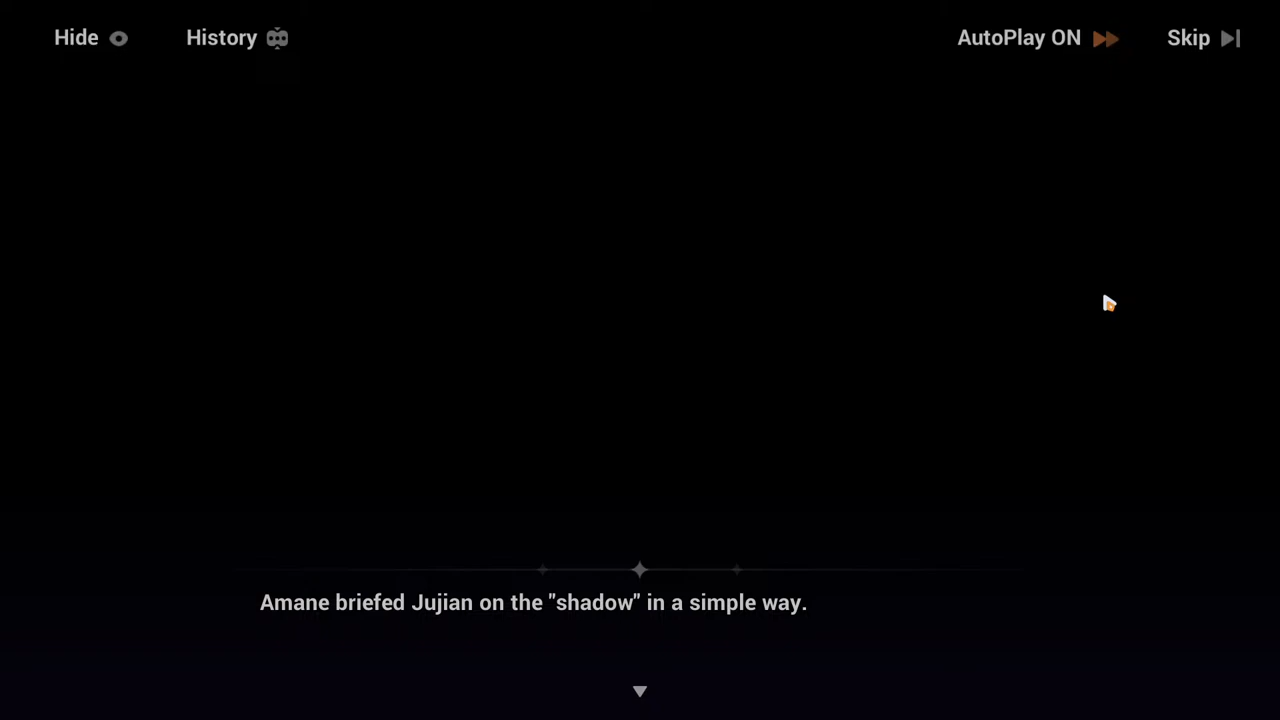 Hide
History
AutoPlay ON
Skip
Amane briefed Jujian on the "shadow" in a simple way.